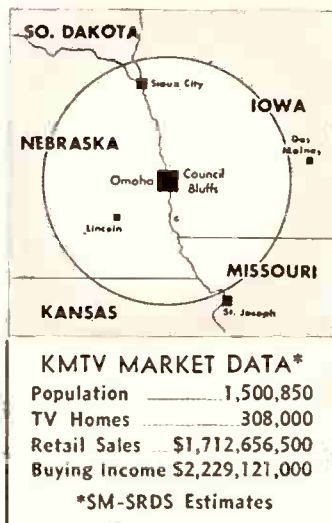 SO. DAKOTA
Sioux City
IOWA
NEBRASKA
Des
Moines
Omaha
Council
Bluffs
Lincoln
MISSOURI
KANSAS
St. Joseph
KMTV MARKET DATA*
Population 1,500,850
TV Homes 308,000
Retail Sales $1,712,656,500
Buying Income $2,229,121,000
*SM-SRDS Estimates